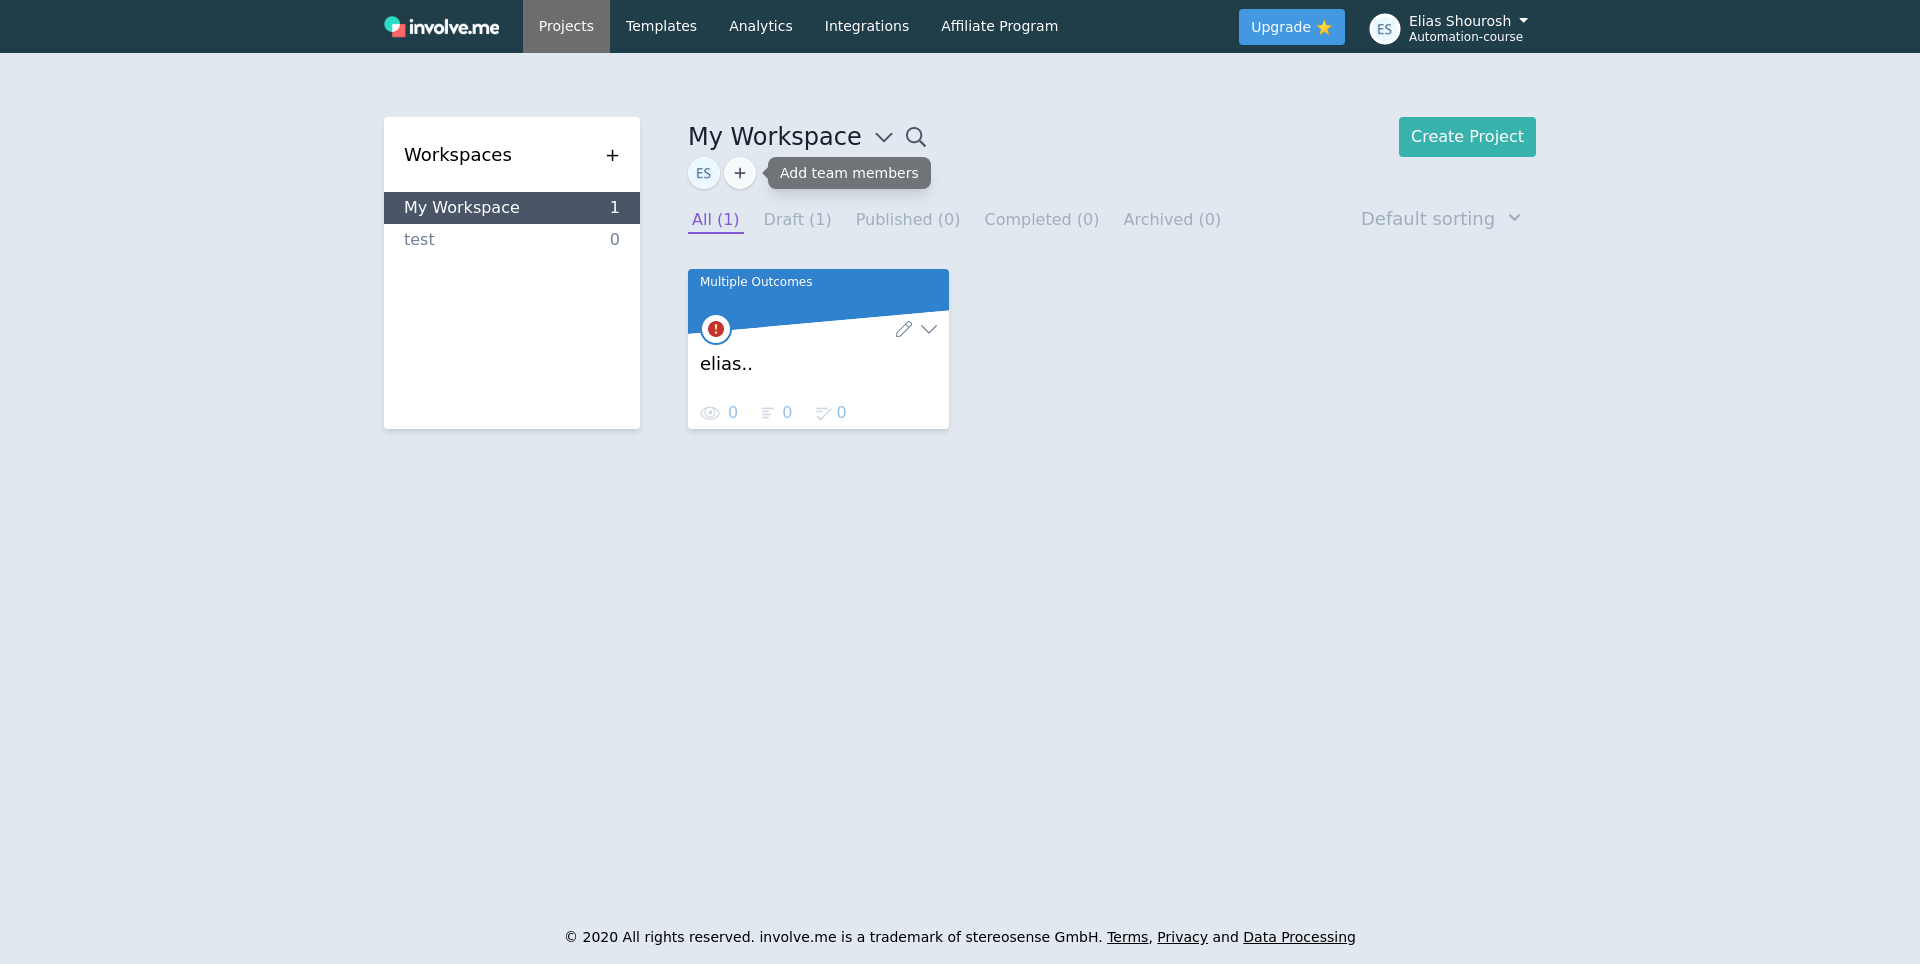 involve.me
Projects
Templates
Analytics
Integrations
Affiliate Program
Upgrade
ES
Elias Shourosh
Automation-course
Workspaces +
My Workspace 1
test 0
My Workspace
ES + Add team members
Create Project
All (1)
Draft (1)
Published (0)
Completed (0)
Archived (0)
Default sorting
Multiple Outcomes
elias..
0 0 0
© 2020 All rights reserved. involve.me is a trademark of stereosense GmbH. Terms, Privacy and Data Processing